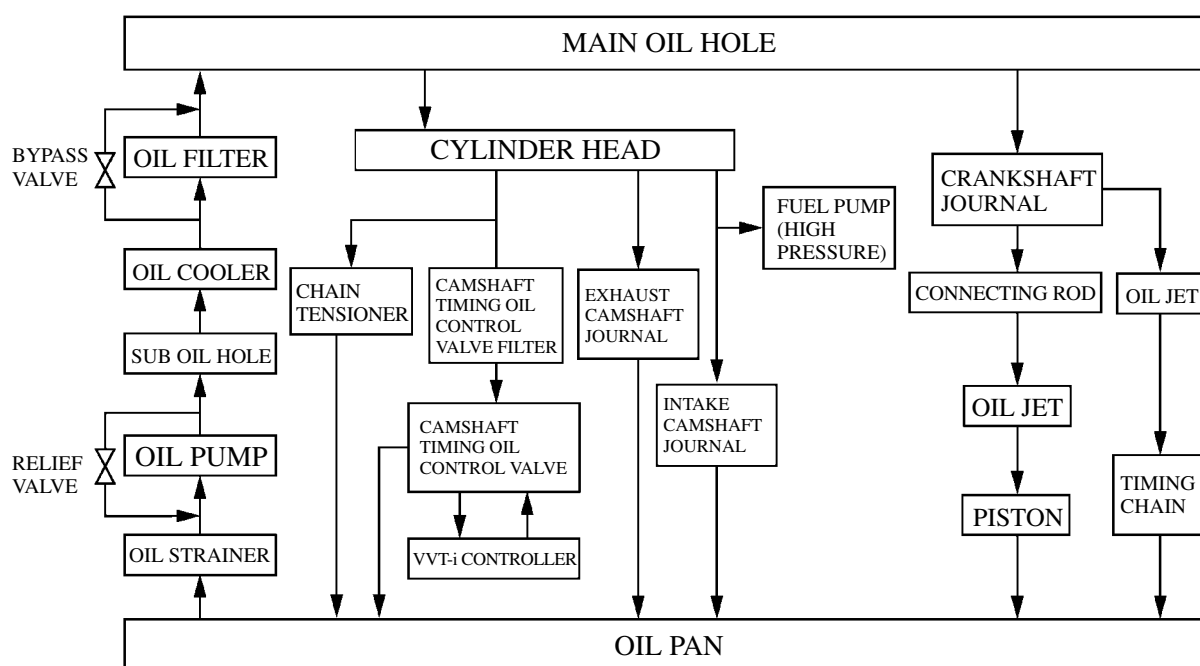 MAIN OIL HOLE
BYPASS
VALVE
OIL FILTER
CYLINDER HEAD
CRANKSHAFT
JOURNAL
FUEL PUMP
(HIGH
PRESSURE)
OIL COOLER
CHAIN
TENSIONER
CAMSHAFT
TIMING OIL
CONTROL
VALVE FILTER
EXHAUST
CAMSHAFT
JOURNAL
CONNECTING ROD
OIL JET
SUB OIL HOLE
CAMSHAFT
TIMING OIL
CONTROL VALVE
INTAKE
CAMSHAFT
JOURNAL
OIL JET
RELIEF
VALVE
OIL PUMP
TIMING
CHAIN
PISTON
OIL STRAINER
VVT-i CONTROLLER
OIL PAN